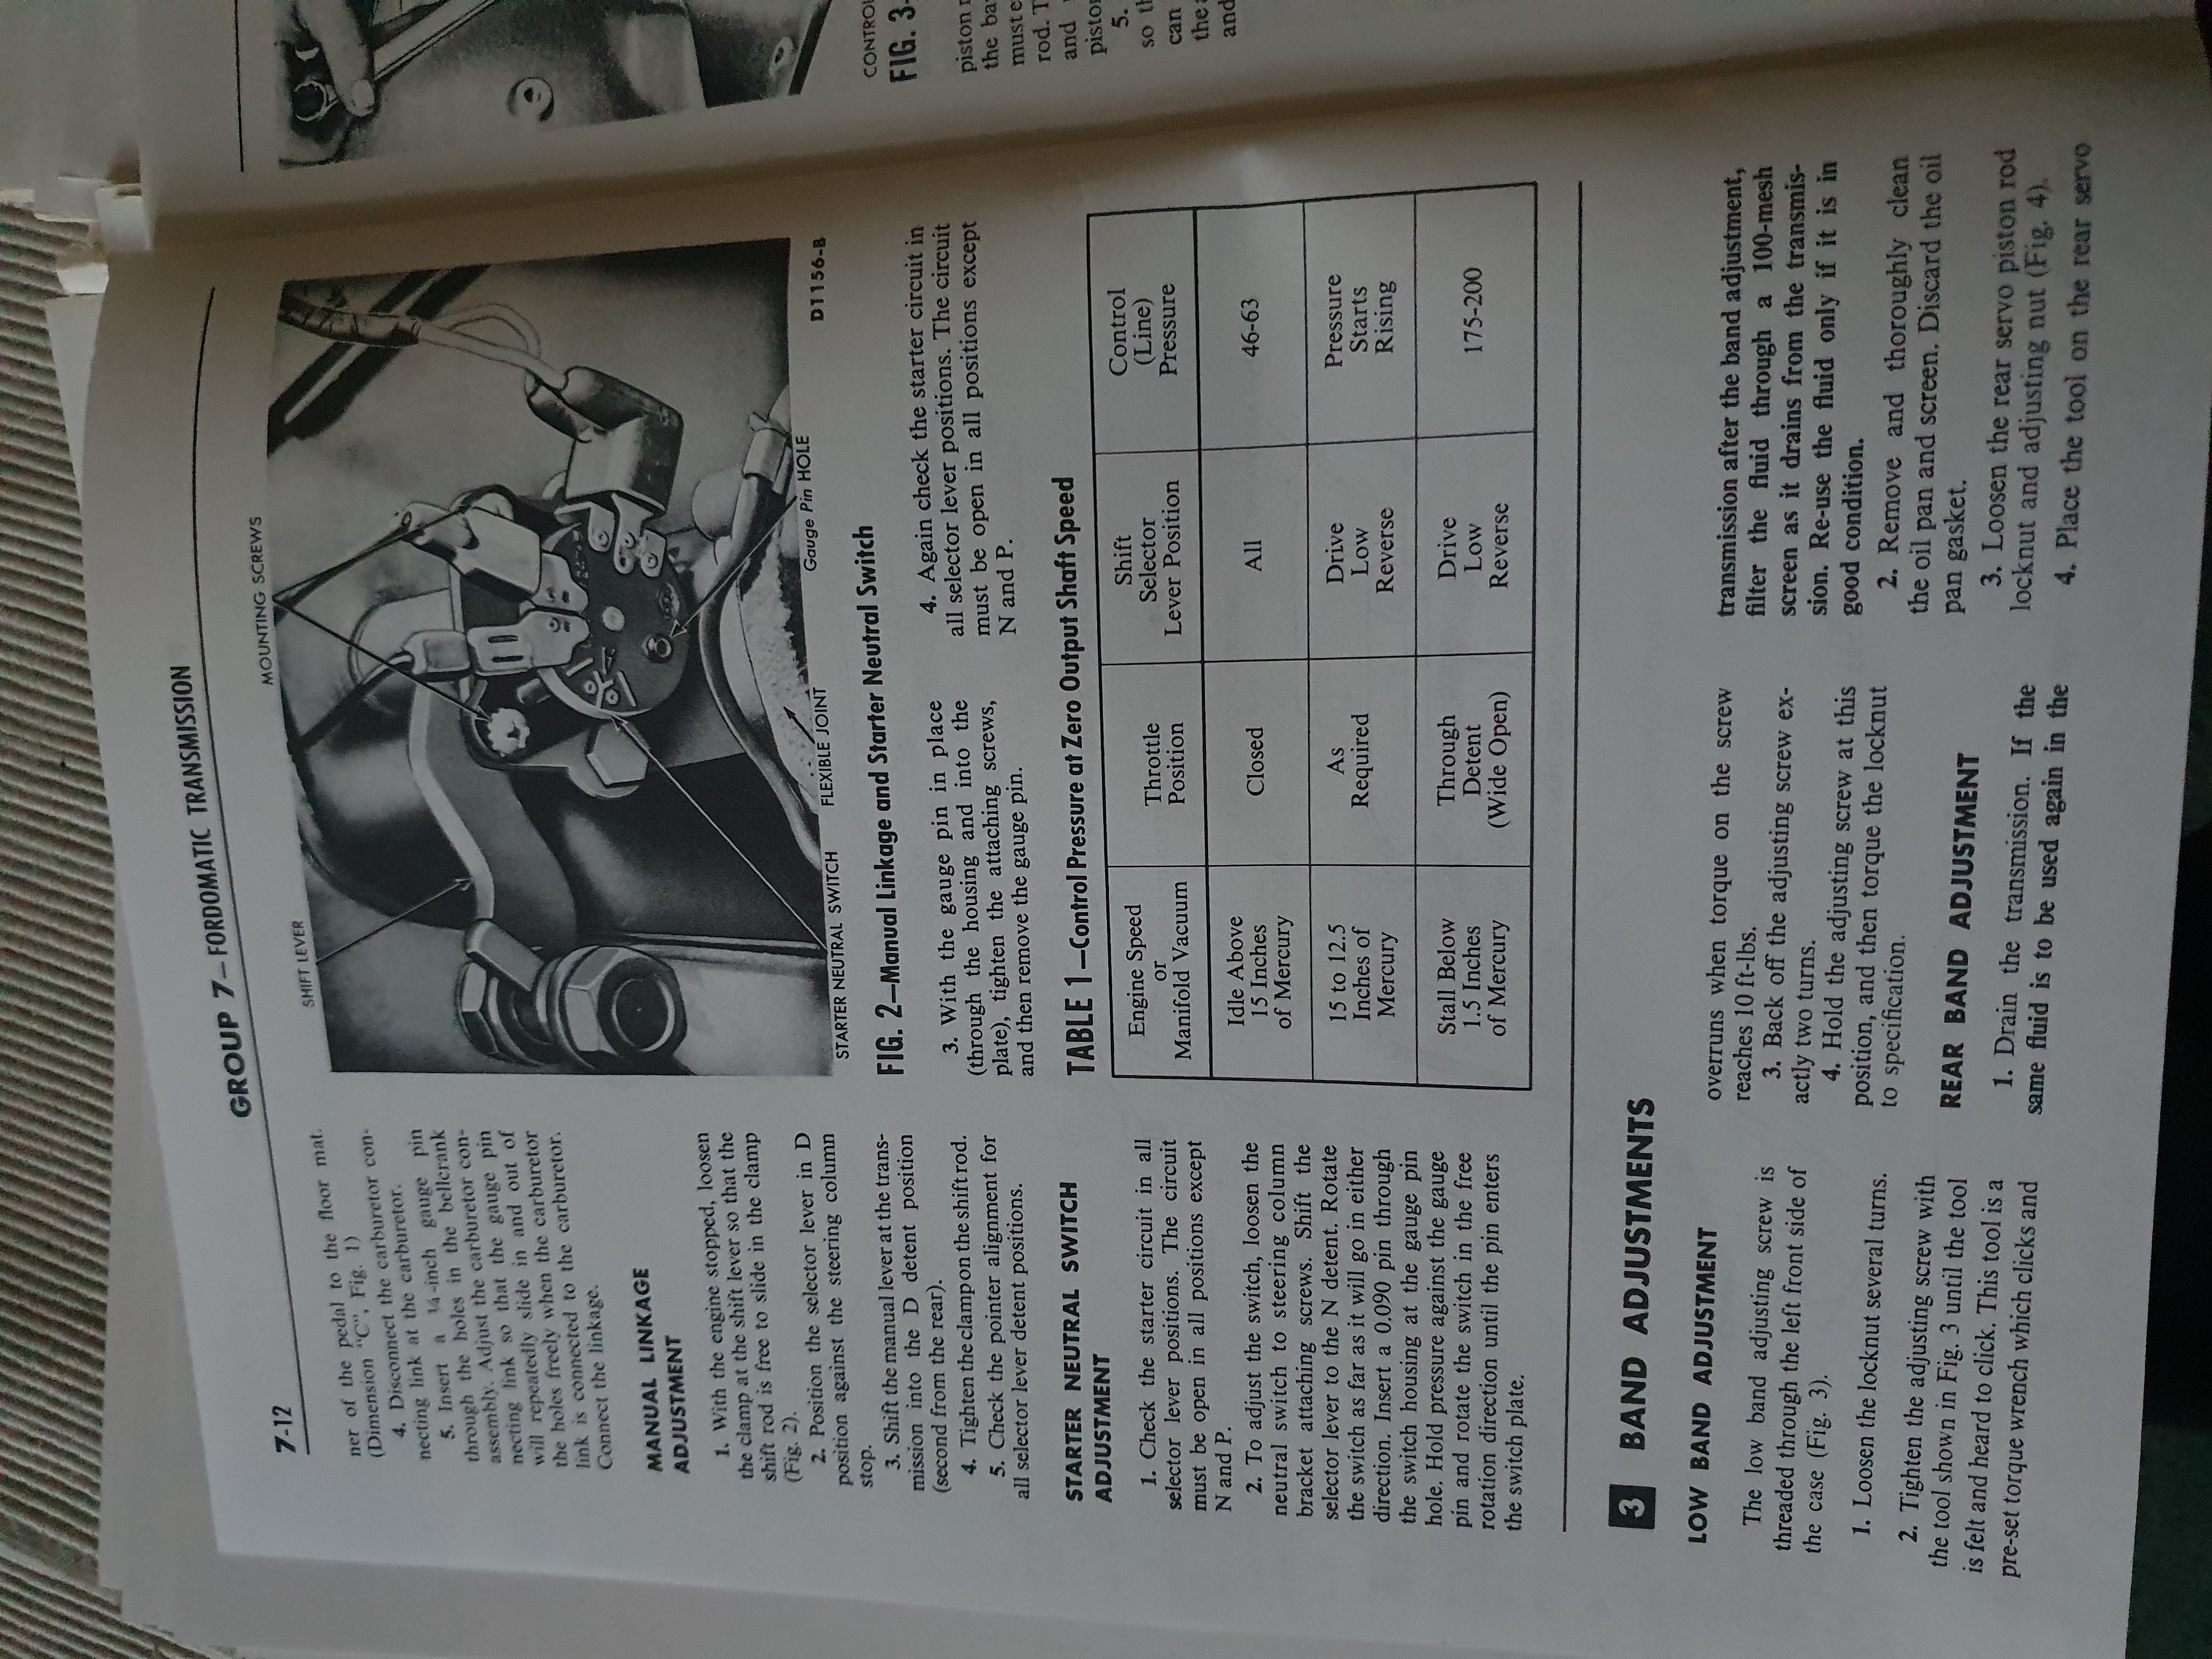 7-12
GROUP 7—FORDOMATIC TRANSMISSION
ner of the pedal to the floor mat.
(Dimension "C", Fig. 1)
4. Disconnect the carburetor con-
necting link at the carburetor.
5. Insert a ¼-inch gauge pin
through the holes in the bellcrank
assembly. Adjust the carburetor con-
necting link so that the gauge pin
will repeatedly slide in and out of
the holes freely when the carburetor
link is connected to the carburetor.
Connect the linkage.
MANUAL LINKAGE
ADJUSTMENT
1. With the engine stopped, loosen
the clamp at the shift lever so that the
shift rod is free to slide in the clamp
(Fig. 2).
2. Position the selector lever in D
position against the steering column
stop.
3. Shift the manual lever at the trans-
mission into the D detent position
(second from the rear).
4. Tighten the clamp on the shift rod.
5. Check the pointer alignment for
all selector lever detent positions.
STARTER NEUTRAL SWITCH
ADJUSTMENT
1. Check the starter circuit in all
selector lever positions. The circuit
must be open in all positions except
N and P.
2. To adjust the switch, loosen the
neutral switch to steering column
bracket attaching screws. Shift the
selector lever to the N detent. Rotate
the switch as far as it will go in either
direction. Insert a 0.090 pin through
the switch housing at the gauge pin
hole. Hold pressure against the gauge
pin and rotate the switch in the free
rotation direction until the pin enters
the switch plate.
SHIFT LEVER
MOUNTING SCREWS
STARTER NEUTRAL SWITCH
FLEXIBLE JOINT
Gauge Pin HOLE
D1156-B
FIG. 2—Manual Linkage and Starter Neutral Switch
3. With the gauge pin in place
(through the housing and into the
plate), tighten the attaching screws,
and then remove the gauge pin.
4. Again check the starter circuit in
all selector lever positions. The circuit
must be open in all positions except
N and P.
TABLE 1—Control Pressure at Zero Output Shaft Speed
Engine Speed
or
Manifold Vacuum
Throttle
Position
Shift
Selector
Lever Position
Control
(Line)
Pressure
Idle Above
15 Inches
of Mercury
Closed
All
46-63
15 to 12.5
Inches of
Mercury
As
Required
Drive
Low
Reverse
Pressure
Starts
Rising
Stall Below
1.5 Inches
of Mercury
Through
Detent
(Wide Open)
Drive
Low
Reverse
175-200
3 BAND ADJUSTMENTS
LOW BAND ADJUSTMENT
The low band adjusting screw is
threaded through the left front side of
the case (Fig. 3).
1. Loosen the locknut several turns.
2. Tighten the adjusting screw with
the tool shown in Fig. 3 until the tool
is felt and heard to click. This tool is a
pre-set torque wrench which clicks and
overruns when torque on the screw
reaches 10 ft-lbs.
3. Back off the adjusting screw ex-
actly two turns.
4. Hold the adjusting screw at this
position, and then torque the locknut
to specification.
REAR BAND ADJUSTMENT
1. Drain the transmission. If the
same fluid is to be used again in the
transmission after the band adjustment,
filter the fluid through a 100-mesh
screen as it drains from the transmis-
sion. Re-use the fluid only if it is in
good condition.
2. Remove and thoroughly clean
the oil pan and screen. Discard the oil
pan gasket.
3. Loosen the rear servo piston rod
locknut and adjusting nut (Fig. 4).
4. Place the tool on the rear servo
FIG. 3-
piston
the ba
must e
rod. T
and
pisto
5.
so th
can
the
and